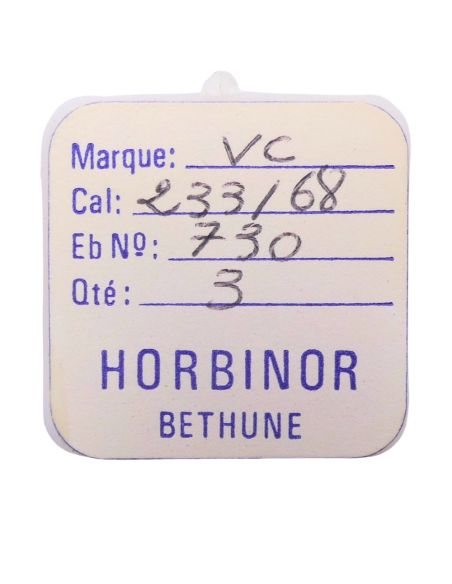 Marque: VC
Cal: 233/68
Eb Nº: 730
Qté: 3
HORBINOR
BETHUNE